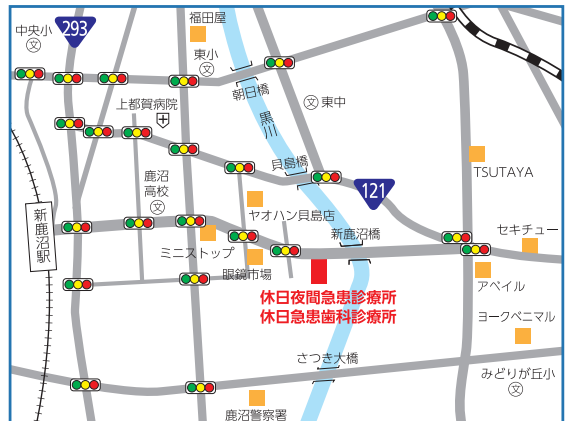 福田屋
中央小
文
293
東小
文
朝日橋
文東中
上都賀病院
黒川
貝島橋
TSUTAYA
鹿沼
高校
文
121
ヤオハン貝島店
新鹿沼駅
新鹿沼橋
セキチュー
ミニストップ
眼鏡市場
アベイル
休日夜間急患診療所
休日急患歯科診療所
ヨークベニマル
さつき大橋
みどりが丘小
文
鹿沼警察署